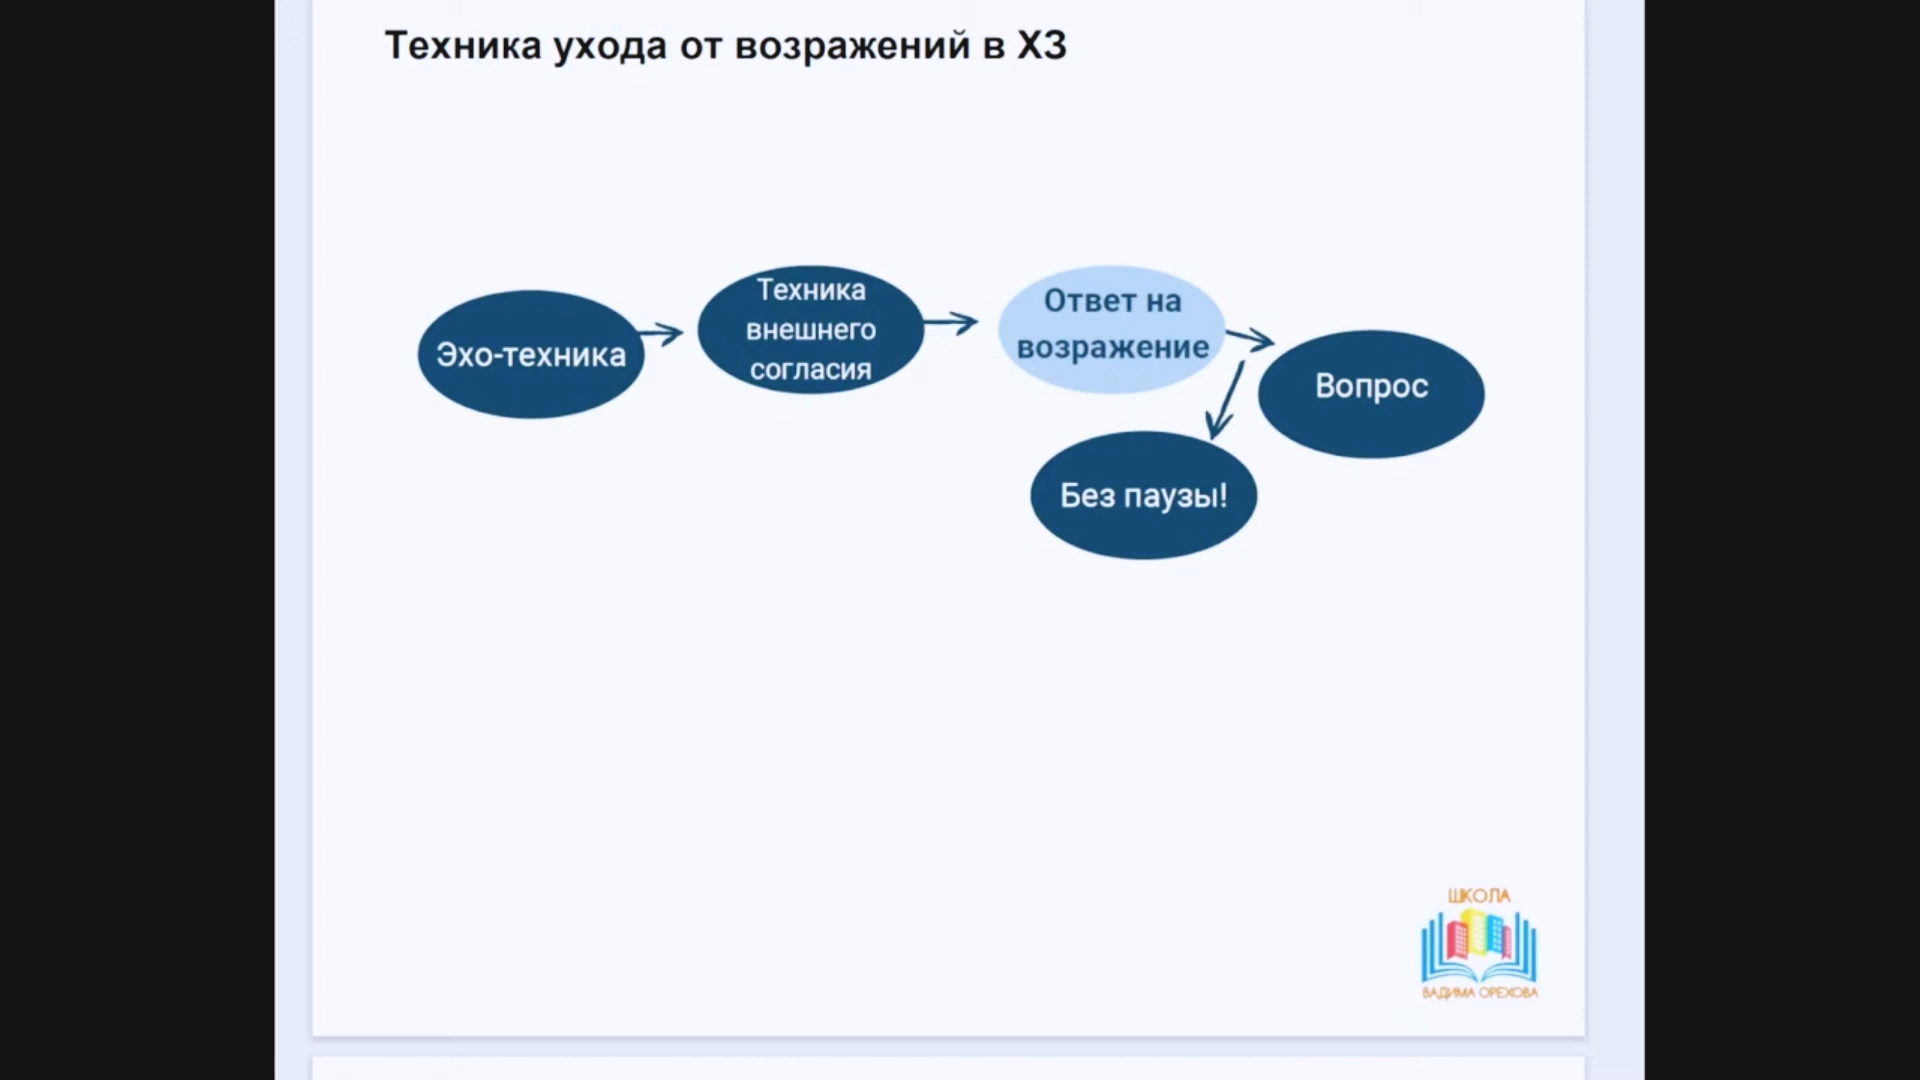 Техника ухода от возражений в ХЗ
Эхо-техника
Техника
внешнего
согласия
Ответ на
возражение
Вопрос
Без паузы!
ШКОЛА
ВАДИМА ОРЕХОВА